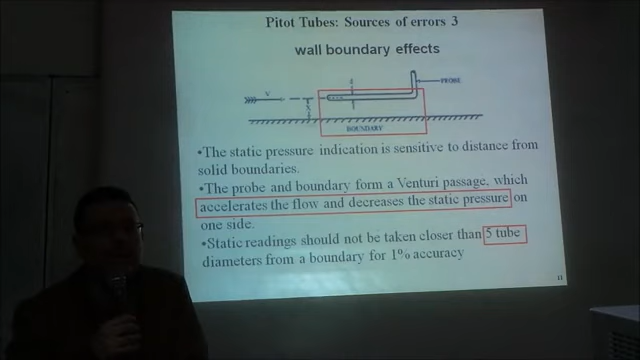 Pitot Tubes: Sources of errors 3
wall boundary effects
V
PROBE
BOUNDARY
•The static pressure indication is sensitive to distance from
solid boundaries.
•The probe and boundary form a Venturi passage, which
accelerates the flow and decreases the static pressure on
one side.
•Static readings should not be taken closer than 5 tube
diameters from a boundary for 1% accuracy
11